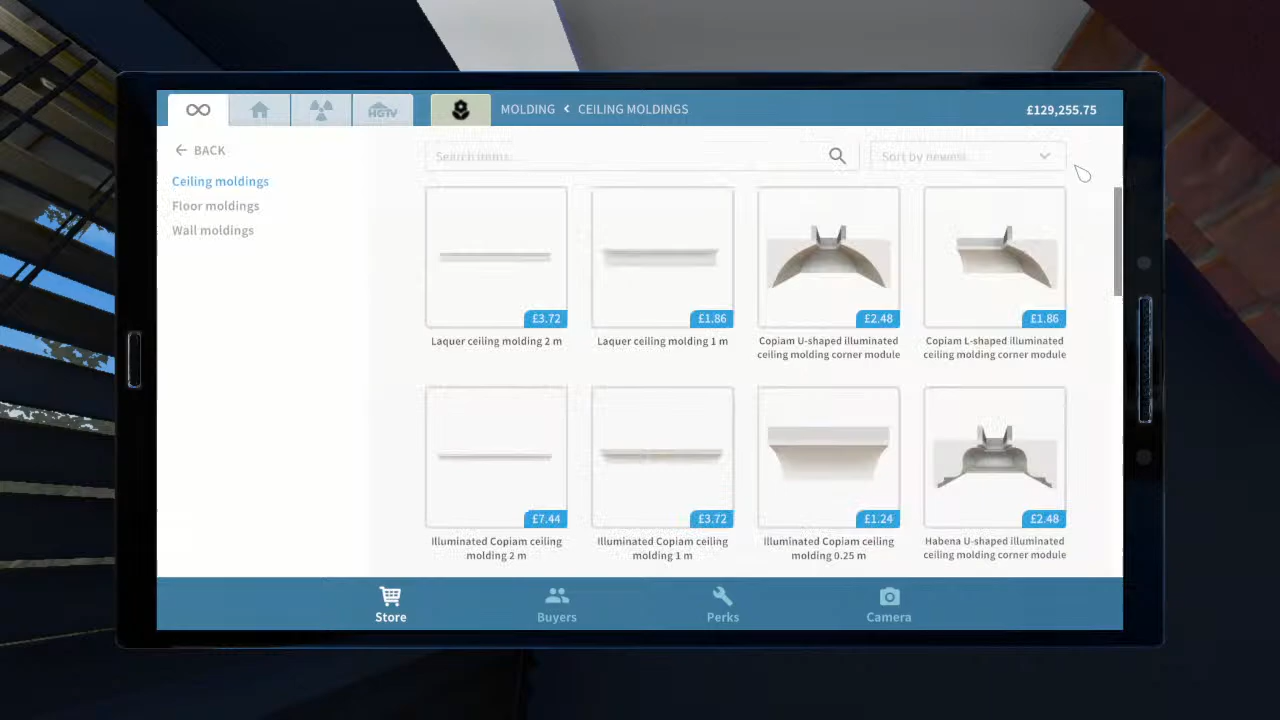 HGTV
MOLDING < CEILING MOLDINGS
£129,255.75
BACK
Search items...
Sort by newest
Ceiling moldings
Floor moldings
Wall moldings
£3.72
£1.86
£2.48
£1.86
Laquer ceiling molding 2 m
Laquer ceiling molding 1 m
Copiam U-shaped illuminated
ceiling molding corner module
Copiam L-shaped illuminated
ceiling molding corner module
£7.44
£3.72
£1.24
£2.48
Illuminated Copiam ceiling
molding 2 m
Illuminated Copiam ceiling
molding 1 m
Illuminated Copiam ceiling
molding 0.25 m
Habena U-shaped illuminated
ceiling molding corner module
Store
Buyers
Perks
Camera